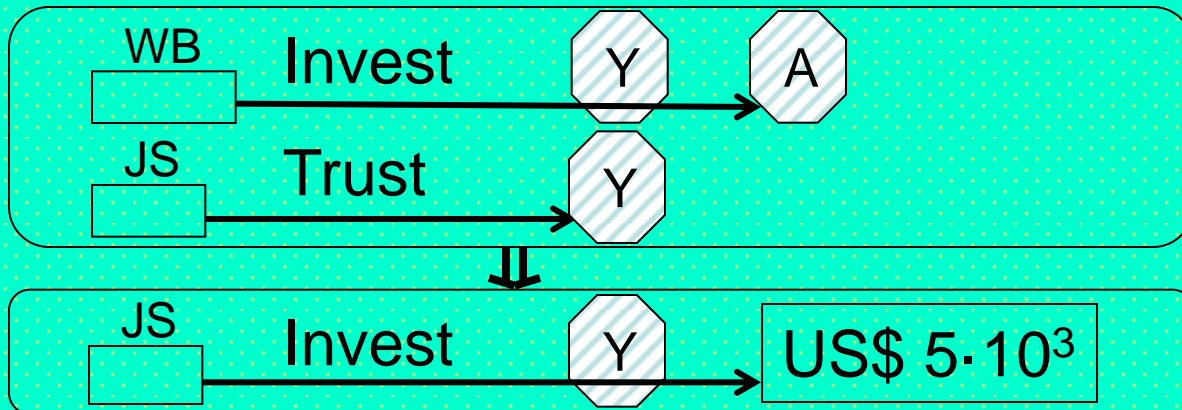 WB Invest Y A
JS Trust Y
⇓
JS Invest Y US$ 5·10³